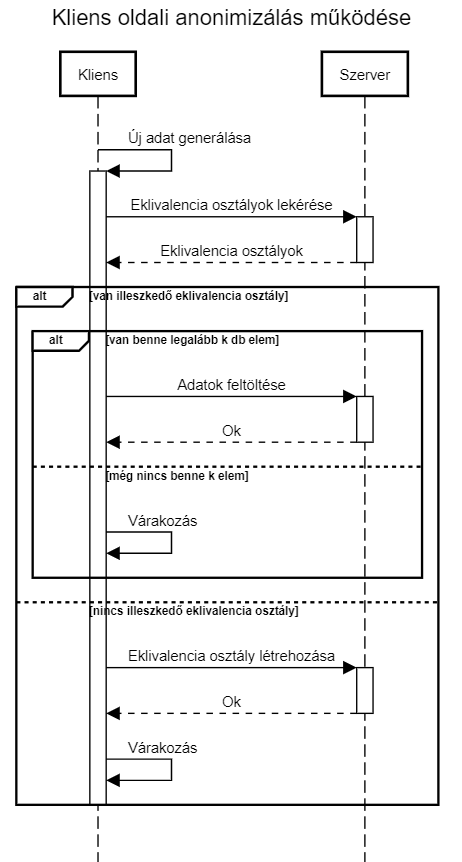 Kliens oldali anonimizálás működése
Kliens
Szerver
Új adat generálása
Eklivalencia osztályok lekérése
Eklivalencia osztályok
alt
[van illeszkedő eklivalencia osztály]
alt
[van benne legalább k db elem]
Adatok feltöltése
Ok
[még nincs benne k elem]
Várakozás
[nincs illeszkedő eklivalencia osztály]
Eklivalencia osztály létrehozása
Ok
Várakozás